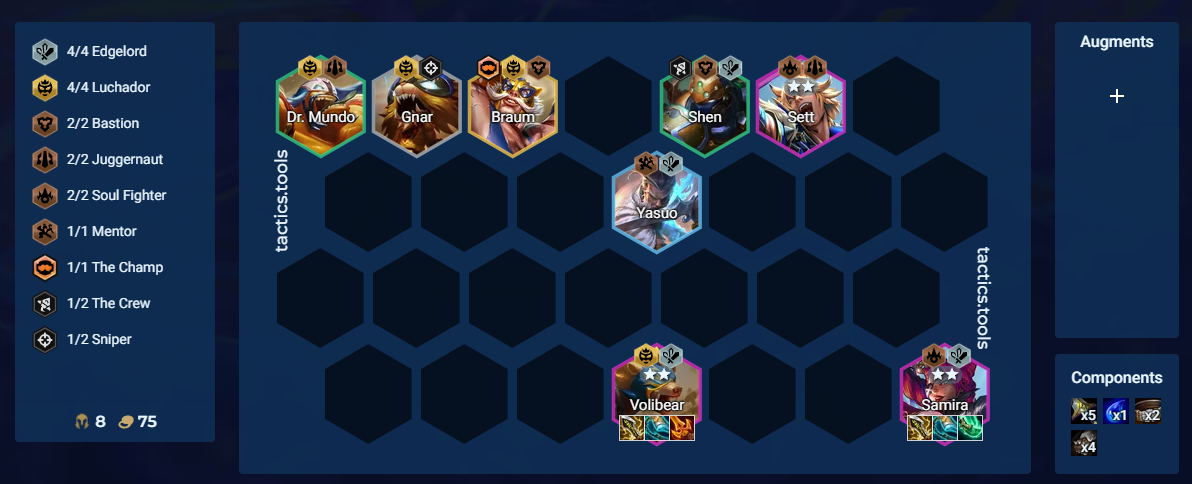 4/4 Edgelord
4/4 Luchador
2/2 Bastion
2/2 Juggernaut
2/2 Soul Fighter
1/1 Mentor
1/1 The Champ
1/2 The Crew
1/2 Sniper
8 75
Dr. Mundo
Gnar
Braum
Shen
Sett
Yasuo
Volibear
Samira
tactics.tools
tactics.tools
Augments
+
Components
x5
x1
x2
x4